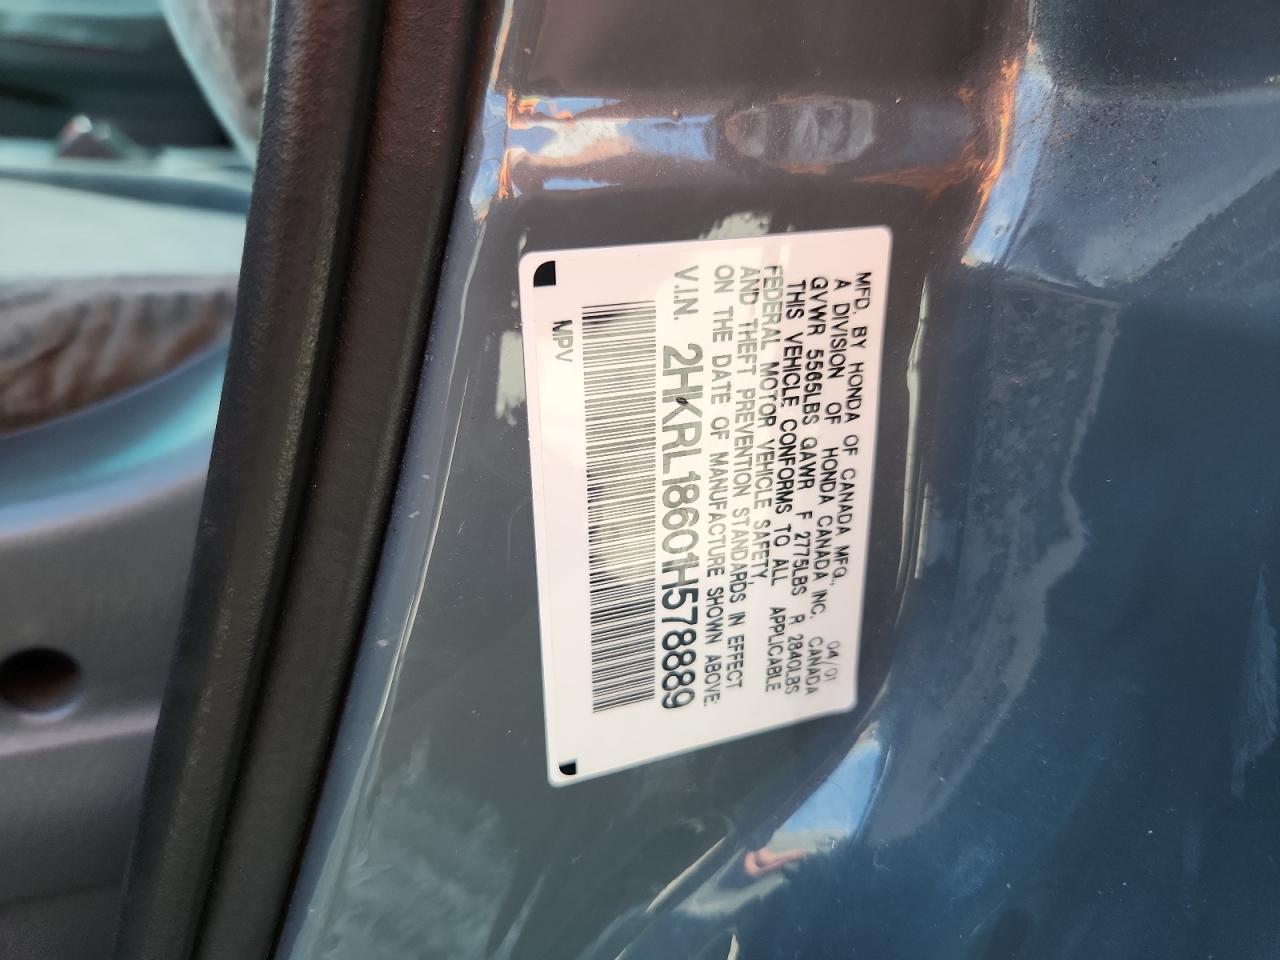 MFD. BY HONDA OF CANADA MFG., 04/01
A DIVISION OF HONDA CANADA INC. CANADA
GVWR 5565LBS GAWR F 2775LBS R 2840LBS
THIS VEHICLE CONFORMS TO ALL APPLICABLE
FEDERAL MOTOR VEHICLE SAFETY,
AND THEFT PREVENTION STANDARDS IN EFFECT
ON THE DATE OF MANUFACTURE SHOWN ABOVE:
V.I.N. 2HKRL18601H578889
MPV